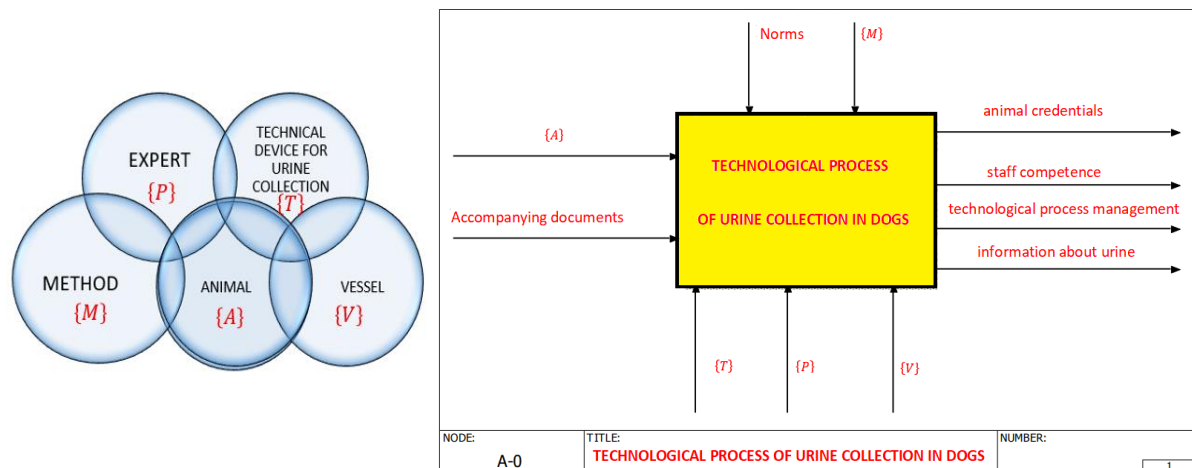 EXPERT
{P}
TECHNICAL
DEVICE FOR
URINE
COLLECTION
{T}
METHOD
{M}
ANIMAL
{A}
VESSEL
{V}
Norms
{M}
{A}
Accompanying documents
TECHNOLOGICAL PROCESS
OF URINE COLLECTION IN DOGS
animal credentials
staff competence
technological process management
information about urine
{T}
{P}
{V}
NODE:
A-0
TITLE:
TECHNOLOGICAL PROCESS OF URINE COLLECTION IN DOGS
NUMBER:
1